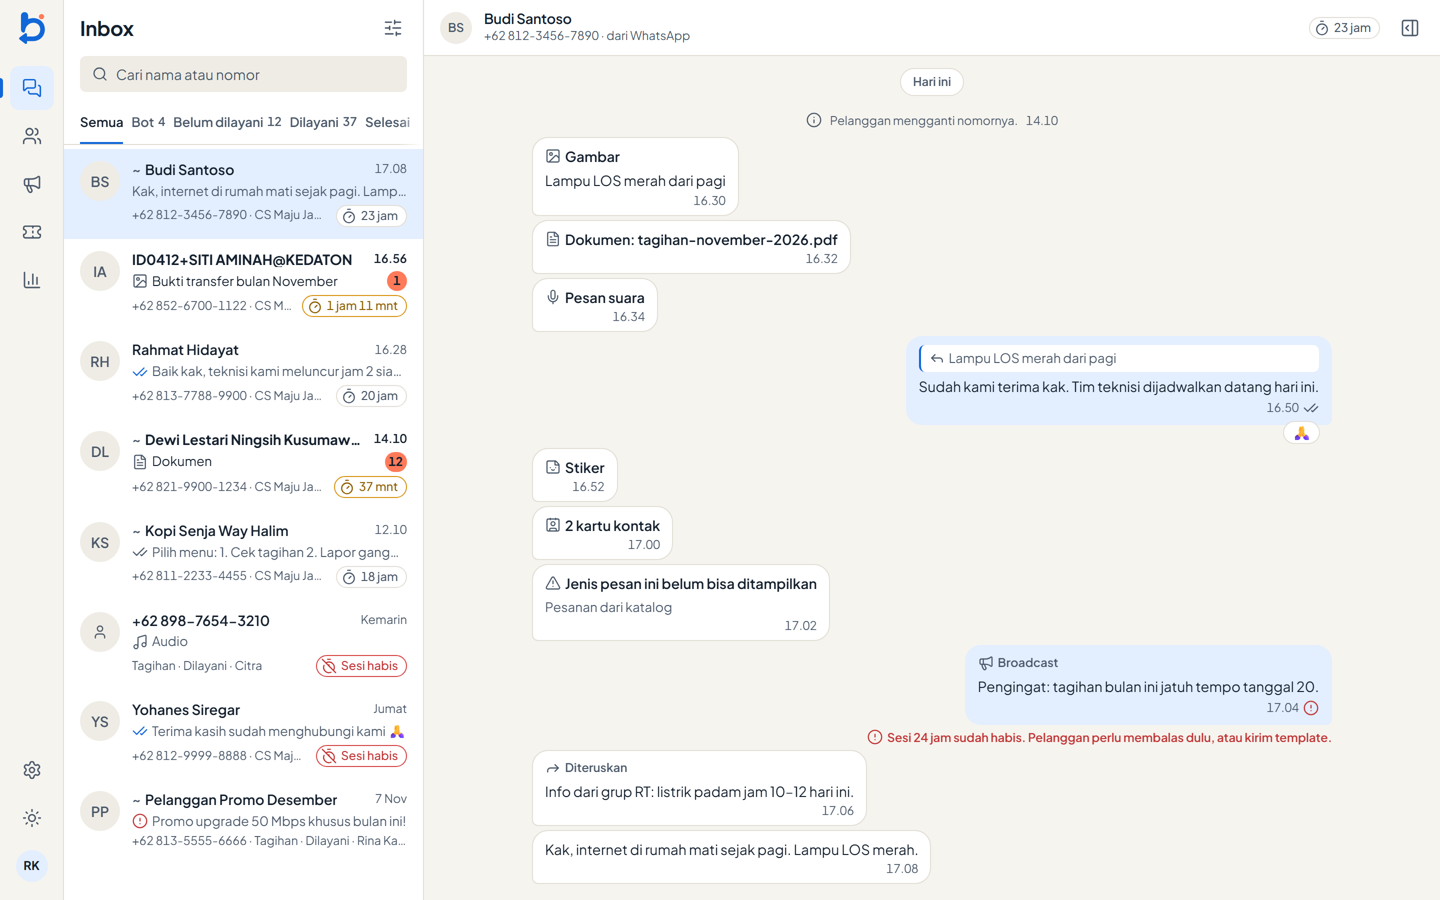 Inbox
Cari nama atau nomor
Semua Bot 4 Belum dilayani 12 Dilayani 37 Selesai
BS
~ Budi Santoso 17.08
Kak, internet di rumah mati sejak pagi. Lamp...
+62 812-3456-7890 · CS Maju Ja... 23 jam
IA
ID0412+SITI AMINAH@KEDATON 16.56
Bukti transfer bulan November 1
+62 852-6700-1122 · CS M... 1 jam 11 mnt
RH
Rahmat Hidayat 16.28
Baik kak, teknisi kami meluncur jam 2 sia...
+62 813-7788-9900 · CS Maju Ja... 20 jam
DL
~ Dewi Lestari Ningsih Kusumaw... 14.10
Dokumen 12
+62 821-9900-1234 · CS Maju Ja... 37 mnt
KS
~ Kopi Senja Way Halim 12.10
Pilih menu: 1. Cek tagihan 2. Lapor gang...
+62 811-2233-4455 · CS Maju Ja... 18 jam
+62 898-7654-3210 Kemarin
Audio
Tagihan · Dilayani · Citra Sesi habis
YS
Yohanes Siregar Jumat
Terima kasih sudah menghubungi kami 🙏
+62 812-9999-8888 · CS Maj... Sesi habis
PP
~ Pelanggan Promo Desember 7 Nov
Promo upgrade 50 Mbps khusus bulan ini!
+62 813-5555-6666 · Tagihan · Dilayani · Rina Ka...
RK
BS
Budi Santoso
+62 812-3456-7890 · dari WhatsApp
23 jam
Hari ini
Pelanggan mengganti nomornya. 14.10
Gambar
Lampu LOS merah dari pagi
16.30
Dokumen: tagihan-november-2026.pdf
16.32
Pesan suara
16.34
Lampu LOS merah dari pagi
Sudah kami terima kak. Tim teknisi dijadwalkan datang hari ini.
16.50
🙏
Stiker
16.52
2 kartu kontak
17.00
Jenis pesan ini belum bisa ditampilkan
Pesanan dari katalog
17.02
Broadcast
Pengingat: tagihan bulan ini jatuh tempo tanggal 20.
17.04
Sesi 24 jam sudah habis. Pelanggan perlu membalas dulu, atau kirim template.
Diteruskan
Info dari grup RT: listrik padam jam 10–12 hari ini.
17.06
Kak, internet di rumah mati sejak pagi. Lampu LOS merah.
17.08